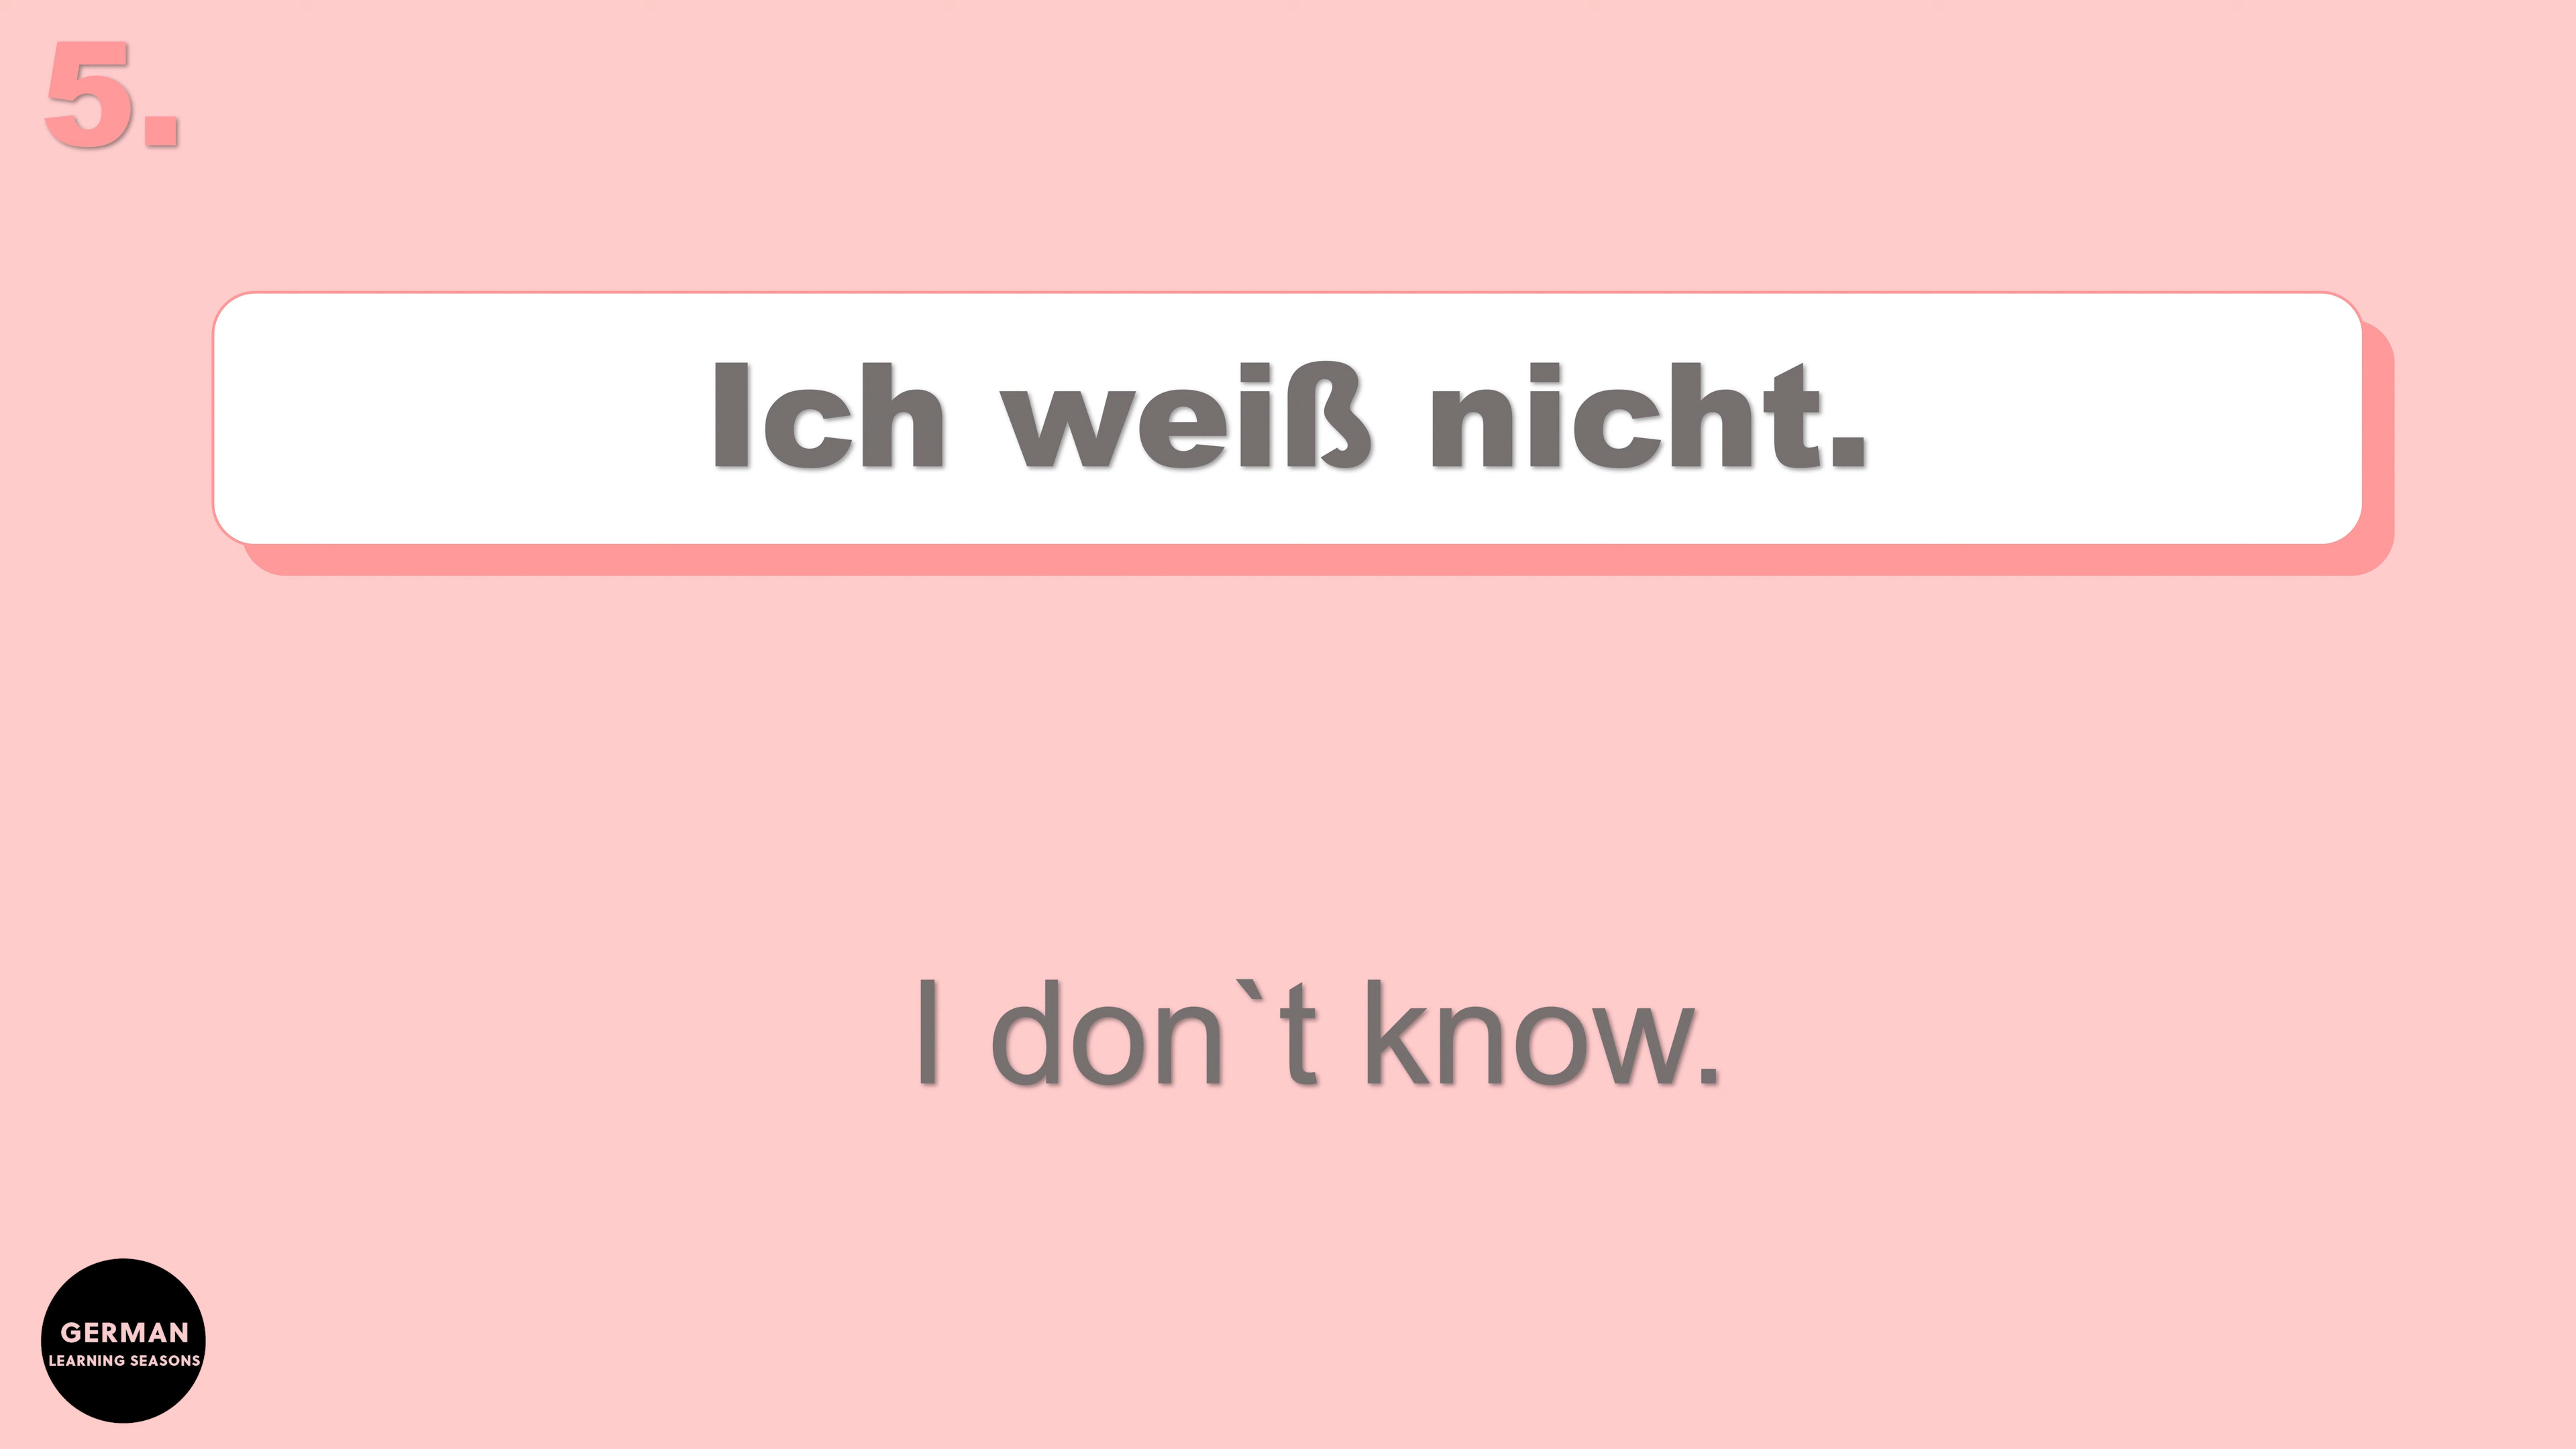 5.
Ich weiß nicht.
I don`t know.
GERMAN
LEARNING SEASONS